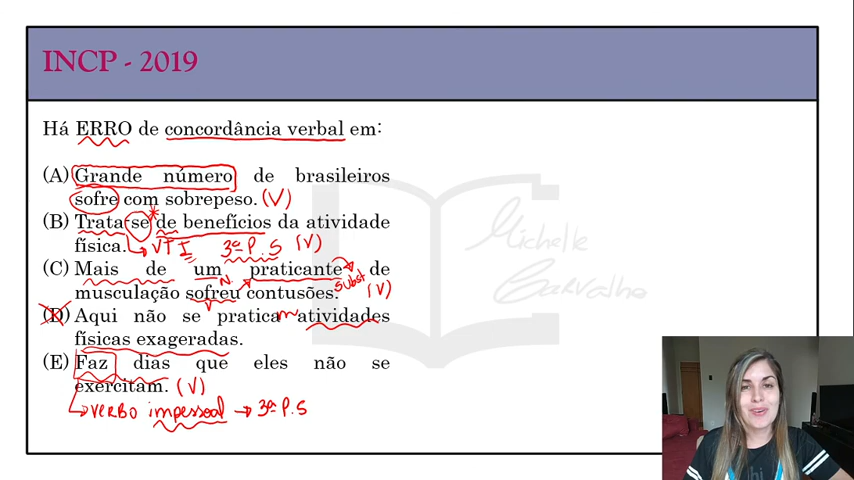 INCP - 2019
Há ERRO de concordância verbal em:
(A) Grande número de brasileiros
sofre com sobrepeso. (V)
(B) Trata-se de benefícios da atividade
física. VTI 3ª P.S (V)
(C) Mais de um praticante de
N. subst
musculação sofreu contusões. (V)
V
(D) Aqui não se praticam atividades
físicas exageradas.
(E) Faz dias que eles não se
exercitam. (V)
VERBO impessoal → 3ª P.S
Michelle
Carvalho